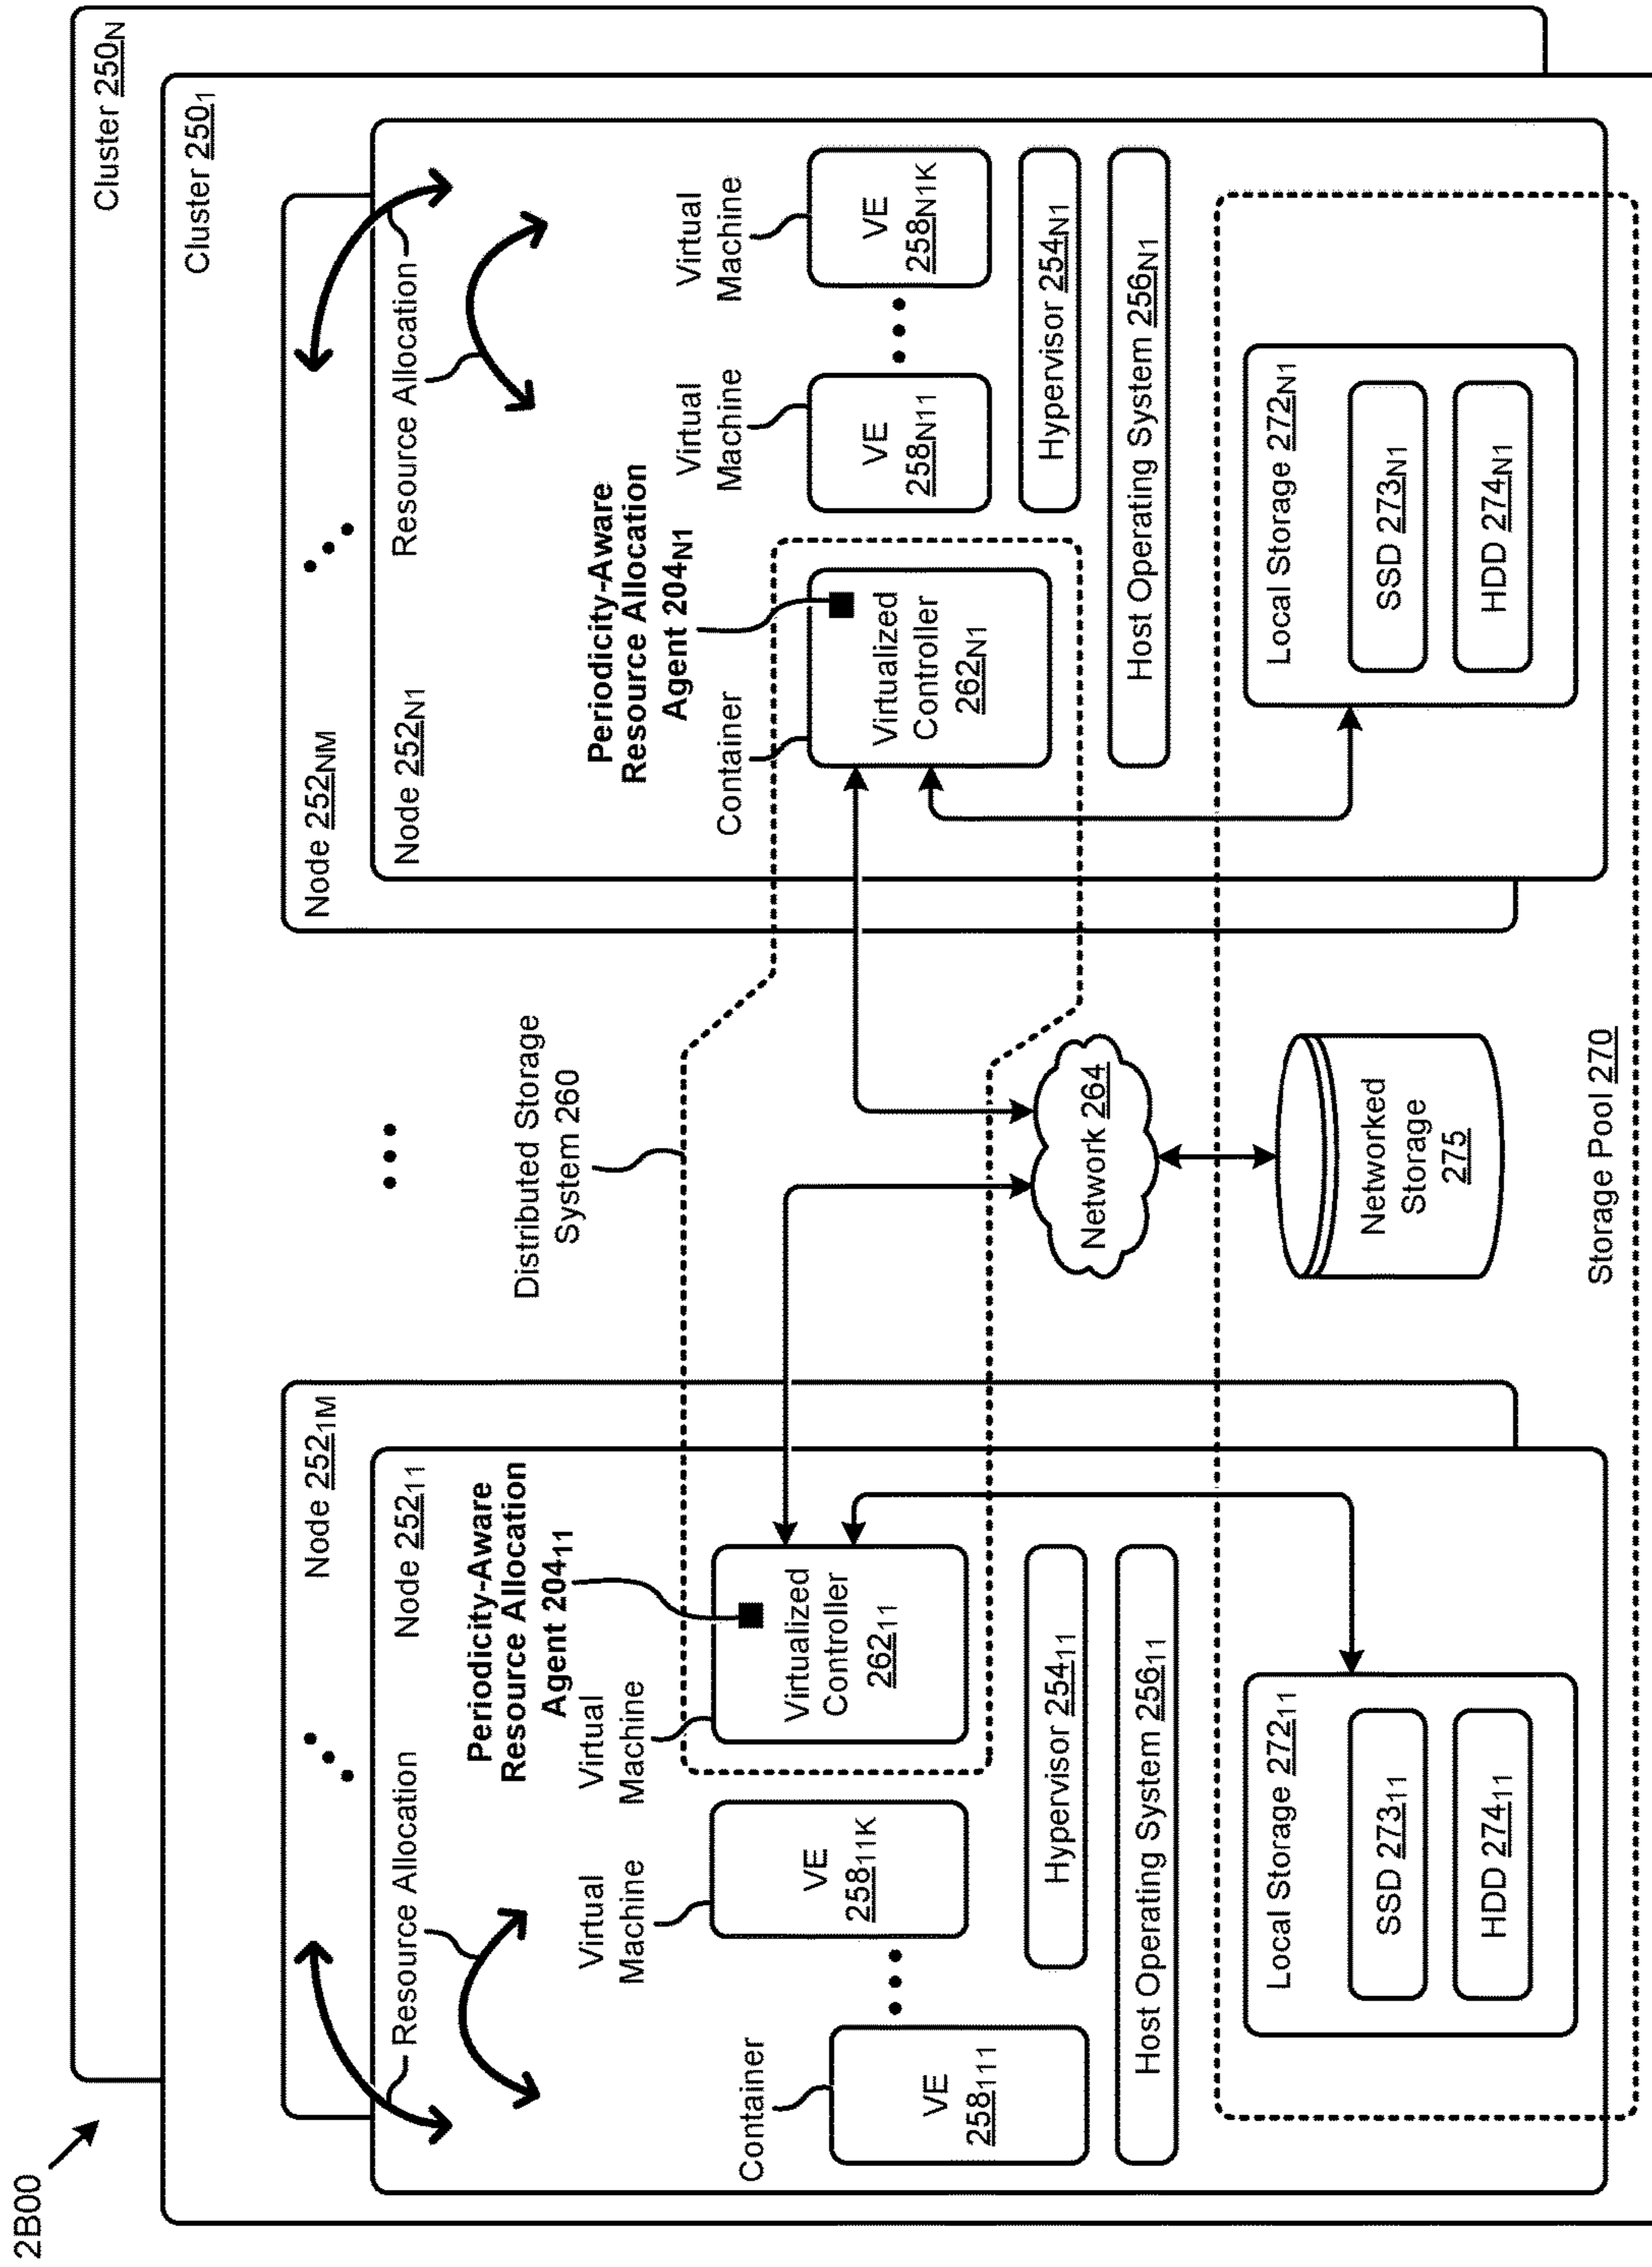 2B00
Cluster 250N
Cluster 2501
Node 2521M
Node 25211
Resource Allocation
Periodicity-Aware
Resource Allocation
Agent 20411
Virtual
Machine
Virtual
Machine
Container
VE
258111
VE
25811K
Virtualized
Controller
26211
Hypervisor 25411
Host Operating System 25611
Local Storage 27211
SSD 27311
HDD 27411
Distributed Storage
System 260
Network 264
Networked
Storage
275
Storage Pool 270
Node 252NM
Node 252N1
Resource Allocation
Periodicity-Aware
Resource Allocation
Agent 204N1
Container
Virtual
Machine
Virtual
Machine
Virtualized
Controller
262N1
VE
258N11
VE
258N1K
Hypervisor 254N1
Host Operating System 256N1
Local Storage 272N1
SSD 273N1
HDD 274N1